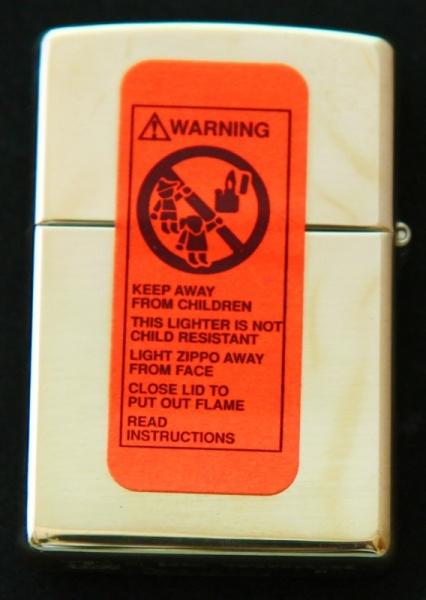 WARNING
KEEP AWAY
FROM CHILDREN
THIS LIGHTER IS NOT
CHILD RESISTANT
LIGHT ZIPPO AWAY
FROM FACE
CLOSE LID TO
PUT OUT FLAME
READ
INSTRUCTIONS